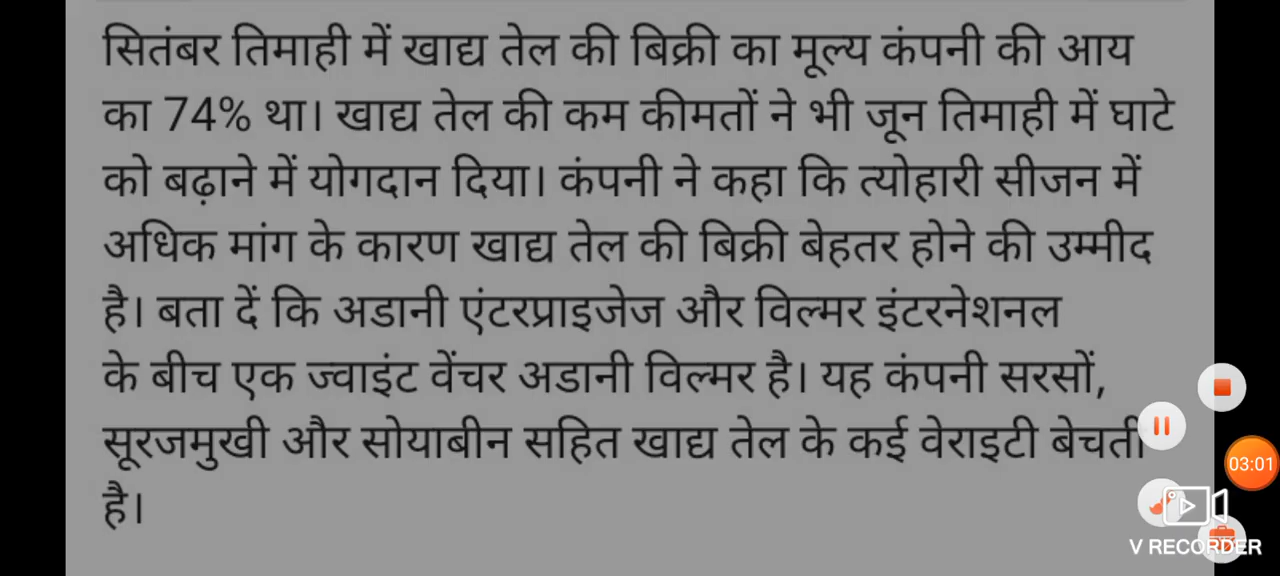 सितंबर तिमाही में खाद्य तेल की बिक्री का मूल्य कंपनी की आय
का 74% था। खाद्य तेल की कम कीमतों ने भी जून तिमाही में घाटे
को बढ़ाने में योगदान दिया। कंपनी ने कहा कि त्योहारी सीजन में
अधिक मांग के कारण खाद्य तेल की बिक्री बेहतर होने की उम्मीद
है। बता दें कि अडानी एंटरप्राइजेज और विल्मर इंटरनेशनल
के बीच एक ज्वाइंट वेंचर अडानी विल्मर है। यह कंपनी सरसों,
सूरजमुखी और सोयाबीन सहित खाद्य तेल के कई वेराइटी बेचती
है।
03:01
V RECORDER